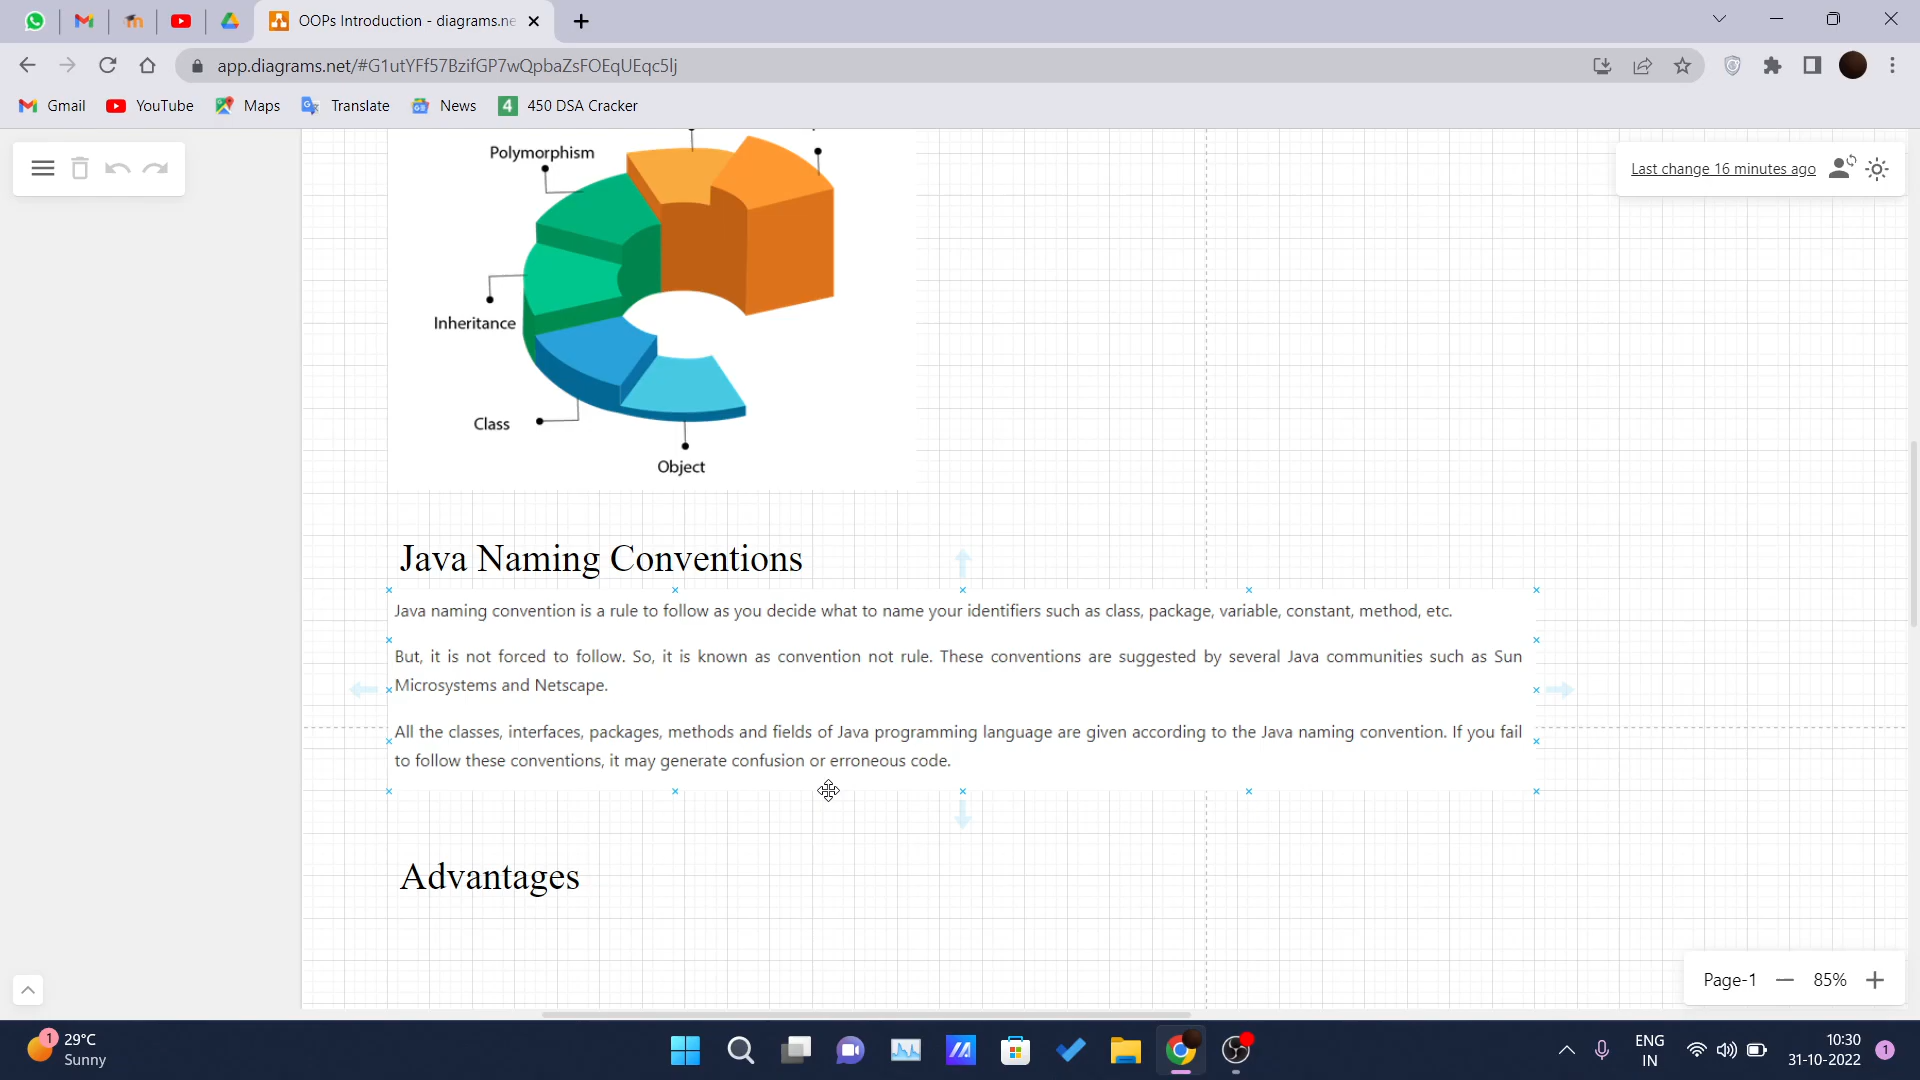 OOPs Introduction - diagrams.ne
app.diagrams.net/#G1utYFf57BzifGP7wQpbaZsFOEqUEqc5lj
Gmail YouTube Maps Translate News 4 450 DSA Cracker
Polymorphism
Last change 16 minutes ago
Inheritance
Class
Object
Java Naming Conventions
Java naming convention is a rule to follow as you decide what to name your identifiers such as class, package, variable, constant, method, etc.
But, it is not forced to follow. So, it is known as convention not rule. These conventions are suggested by several Java communities such as Sun
Microsystems and Netscape.
All the classes, interfaces, packages, methods and fields of Java programming language are given according to the Java naming convention. If you fail
to follow these conventions, it may generate confusion or erroneous code.
Advantages
Page-1 85%
1 29°C
Sunny
ENG
IN
10:30
31-10-2022
1